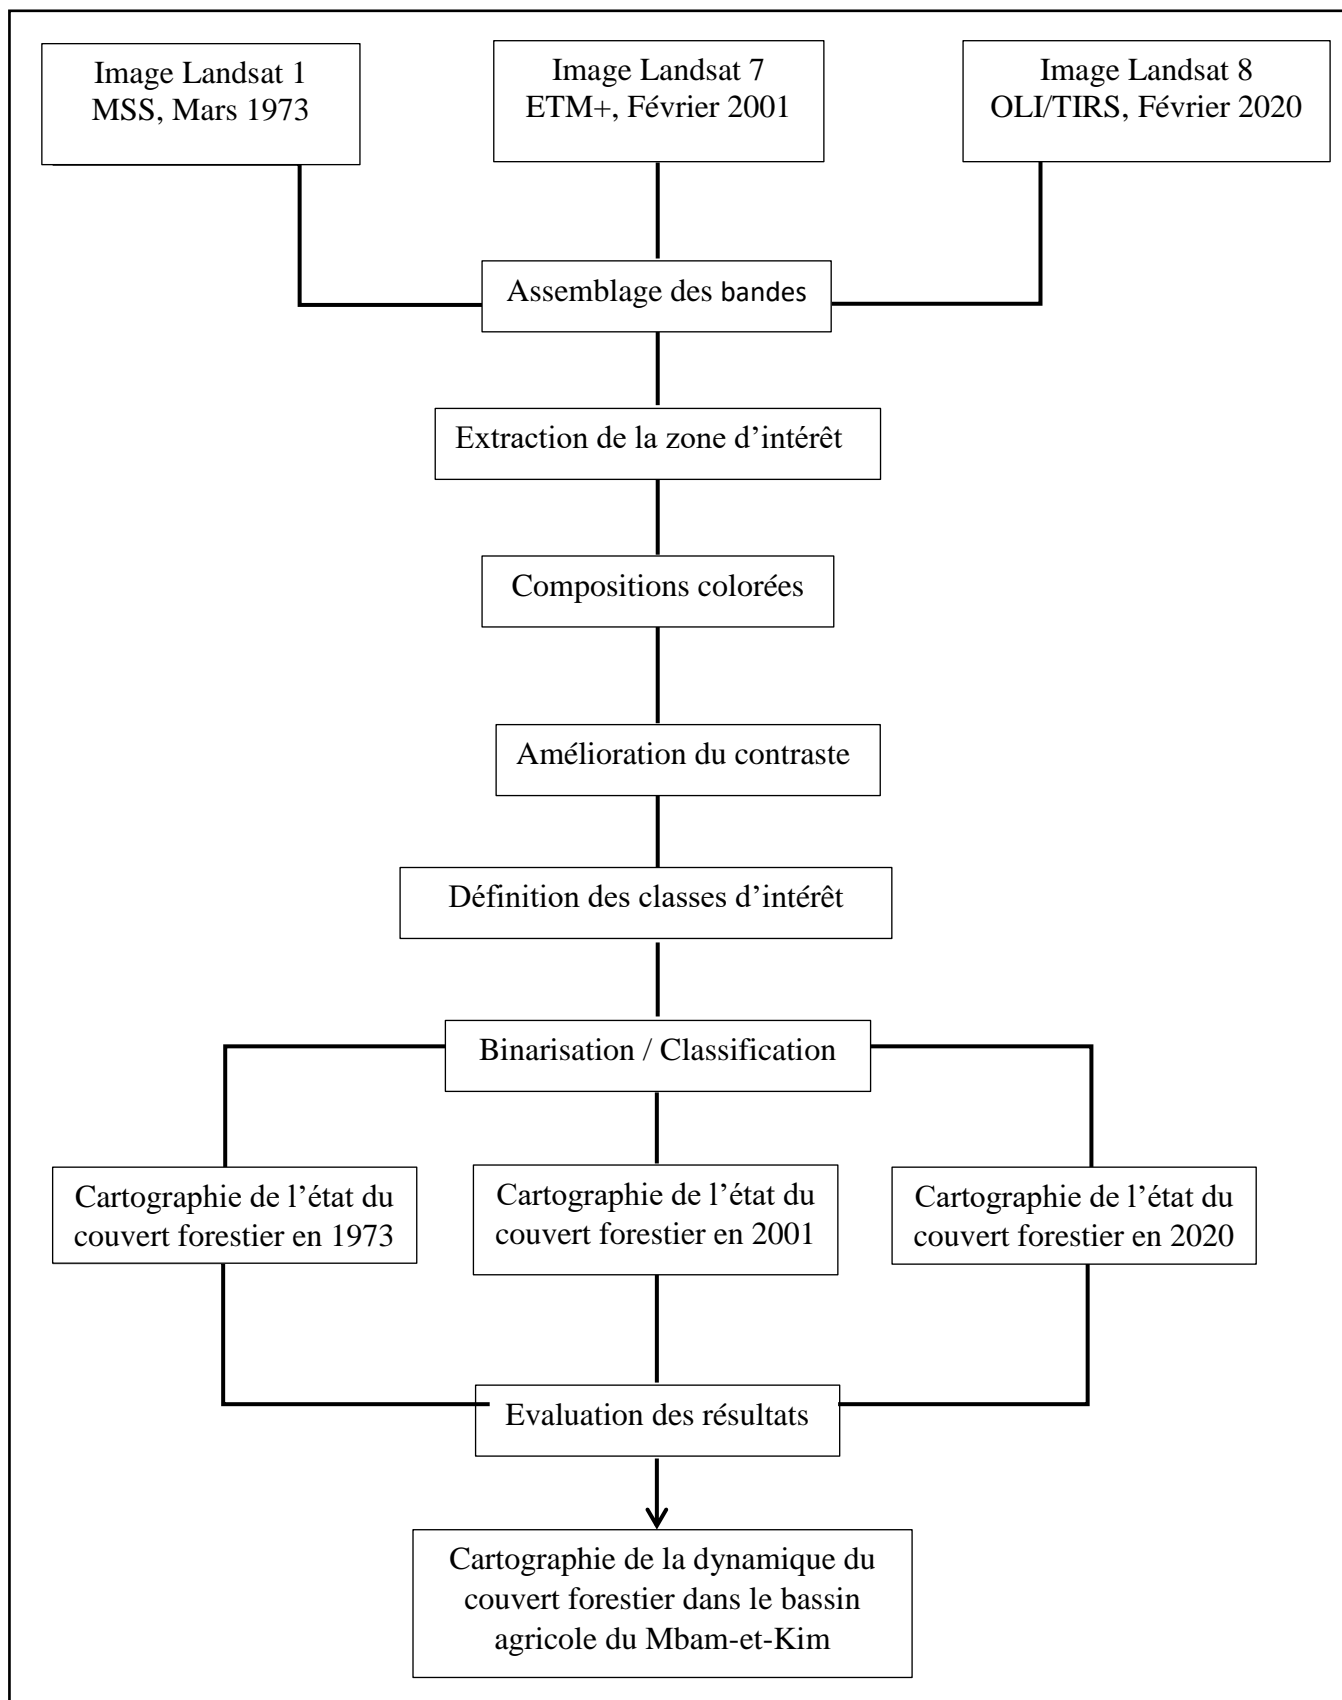 Image Landsat 1
MSS, Mars 1973
Image Landsat 7
ETM+, Février 2001
Image Landsat 8
OLI/TIRS, Février 2020
Assemblage des bandes
Extraction de la zone d’intérêt
Compositions colorées
Amélioration du contraste
Définition des classes d’intérêt
Binarisation / Classification
Cartographie de l’état du
couvert forestier en 1973
Cartographie de l’état du
couvert forestier en 2001
Cartographie de l’état du
couvert forestier en 2020
Evaluation des résultats
Cartographie de la dynamique du
couvert forestier dans le bassin
agricole du Mbam-et-Kim